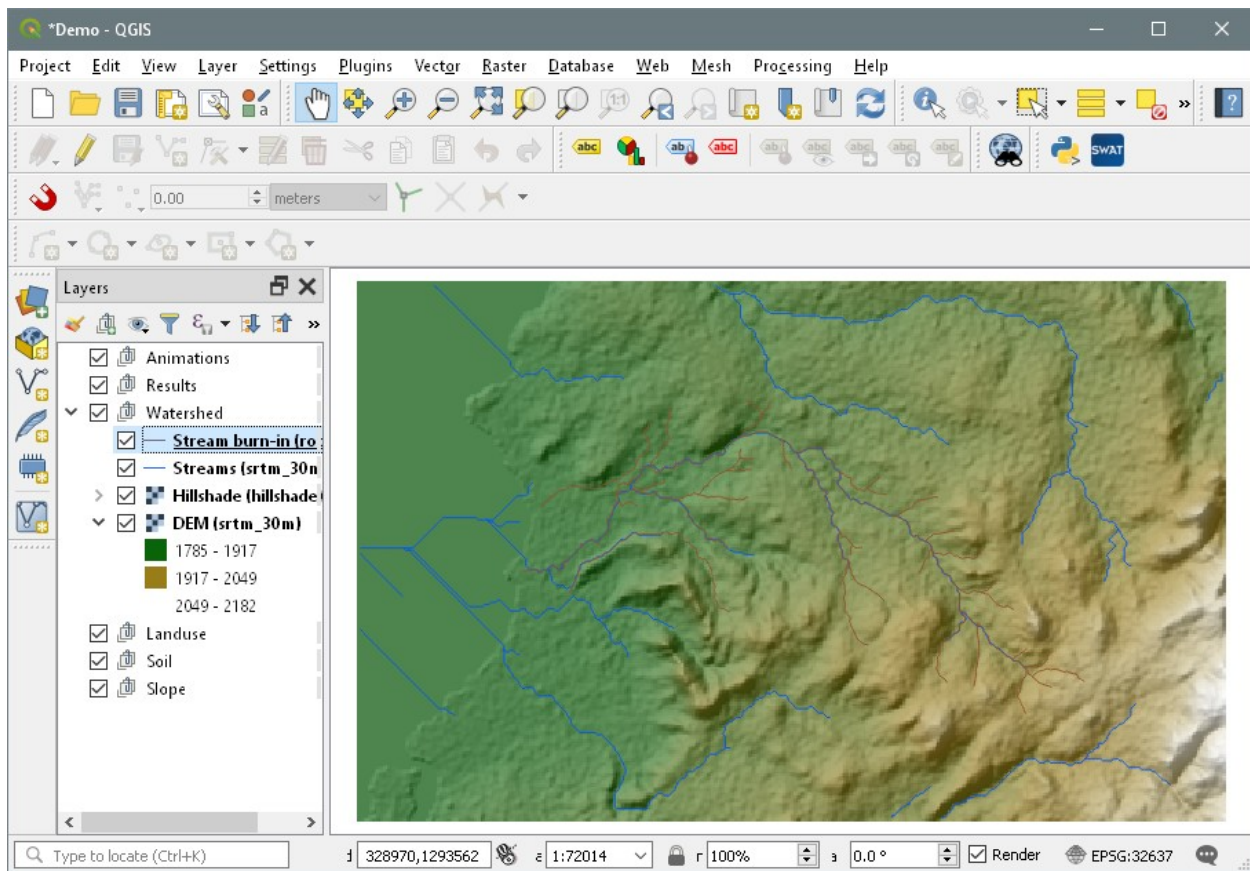 *Demo - QGIS
Project Edit View Layer Settings Plugins Vector Raster Database Web Mesh Processing Help
1:1 » ?
abc abc SWAT
0.00 meters
Layers
»
Animations
Results
Watershed
Stream burn-in (ro
Streams (srtm_30n
Hillshade (hillshade
DEM (srtm_30m)
1785 - 1917
1917 - 2049
2049 - 2182
Landuse
Soil
Slope
Type to locate (Ctrl+K) 328970,1293562 1:72014 r 100% 0.0 ° Render EPSG:32637